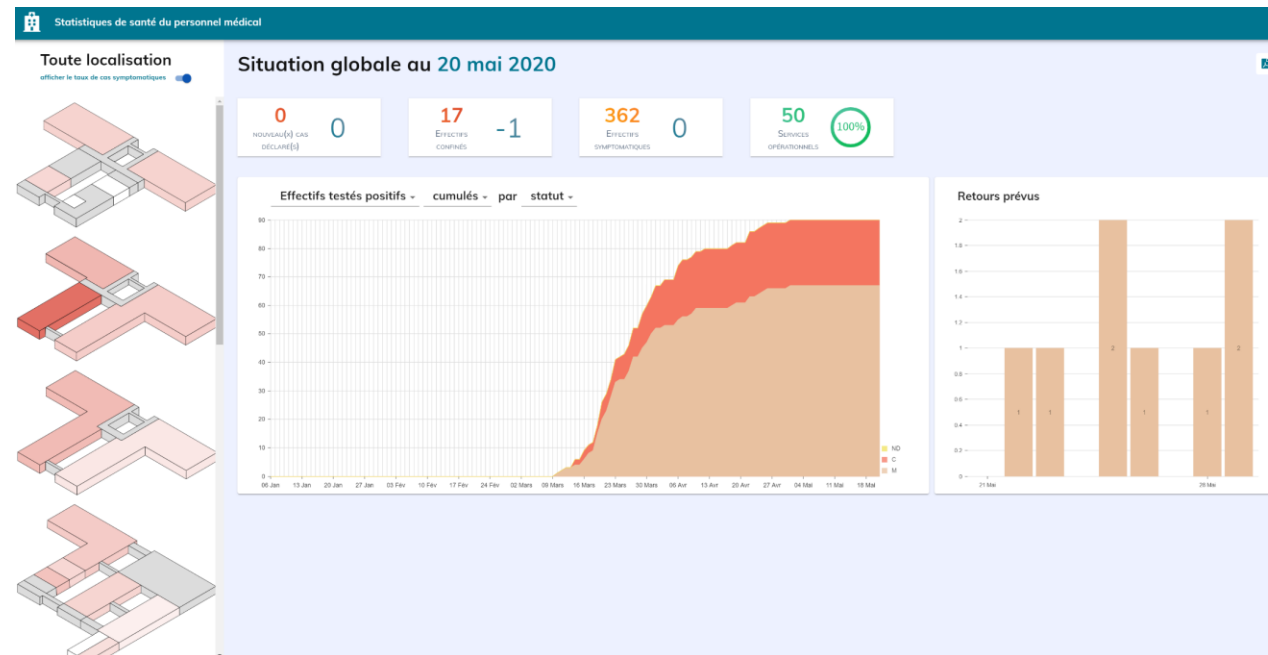 Statistiques de santé du personnel médical
Toute localisation
afficher le taux de cas symptomatiques
Situation globale au 20 mai 2020
0
nouveau(x) cas
déclaré(s)
0
17
Effectifs
confinés
-1
362
Effectifs
symptomatiques
0
50
Services
opérationnels
100%
Effectifs testés positifs cumulés par statut
90
80
70
60
50
40
30
20
10
0
06 Jan 13 Jan 20 Jan 27 Jan 03 Fév 10 Fév 17 Fév 24 Fév 02 Mars 09 Mars 16 Mars 23 Mars 30 Mars 06 Avr 13 Avr 20 Avr 27 Avr 04 Mai 11 Mai 18 Mai
ND
C
M
Retours prévus
2
1.8
1.6
1.4
1.2
1
0.8
0.6
0.4
0.2
0
1 1 2 1 1 2
21 Mai 26 Mai